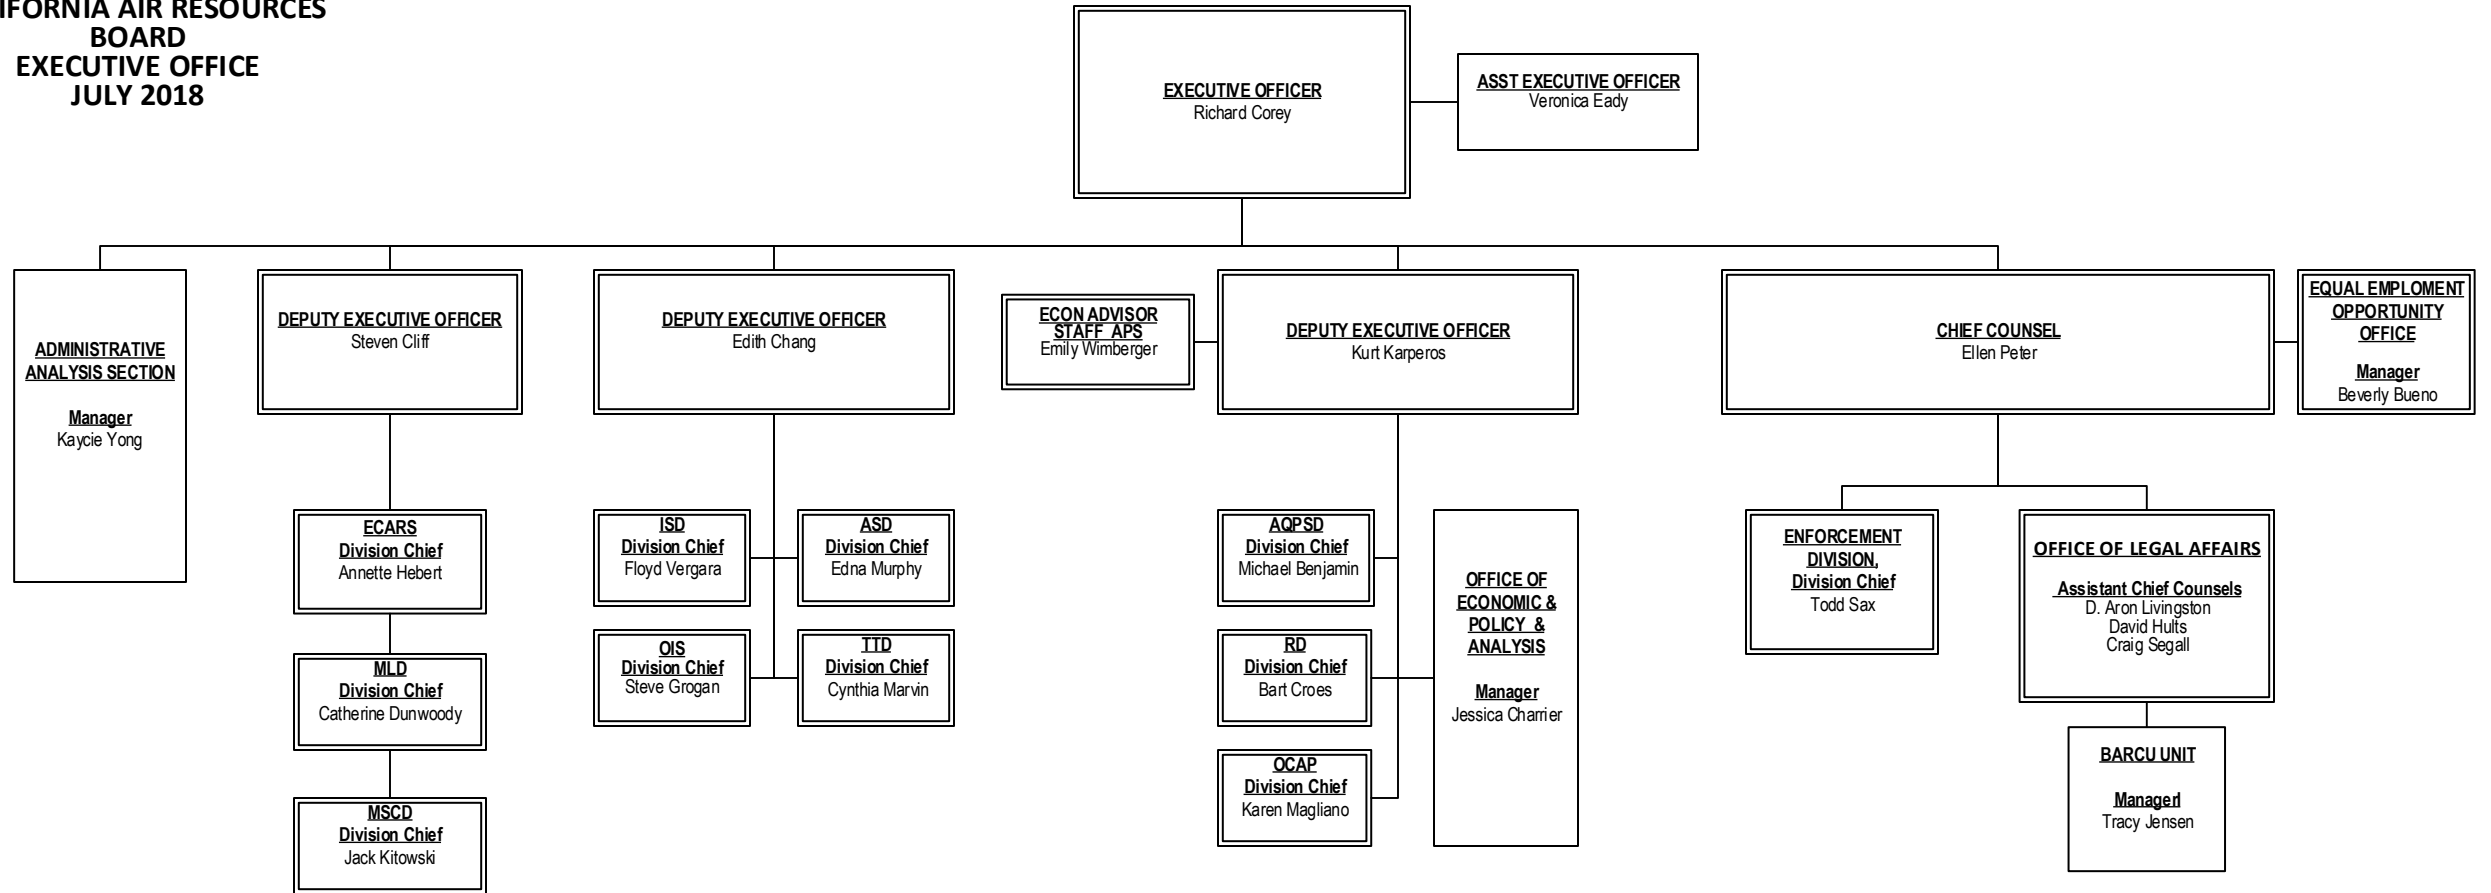 IFORNIA AIR RESOURCES
BOARD
EXECUTIVE OFFICE
JULY 2018
EXECUTIVE OFFICER
Richard Corey
ASST EXECUTIVE OFFICER
Veronica Eady
ADMINISTRATIVE
ANALYSIS SECTION
Manager
Kaycie Yong
DEPUTY EXECUTIVE OFFICER
Steven Cliff
DEPUTY EXECUTIVE OFFICER
Edith Chang
ECON ADVISOR
STAFF APS
Emily Wimberger
DEPUTY EXECUTIVE OFFICER
Kurt Karperos
CHIEF COUNSEL
Ellen Peter
EQUAL EMPLOMENT
OPPORTUNITY
OFFICE
Manager
Beverly Bueno
ECARS
Division Chief
Annette Hebert
MLD
Division Chief
Catherine Dunwoody
MSCD
Division Chief
Jack Kitowski
ISD
Division Chief
Floyd Vergara
ASD
Division Chief
Edna Murphy
OIS
Division Chief
Steve Grogan
TTD
Division Chief
Cynthia Marvin
AQPSD
Division Chief
Michael Benjamin
RD
Division Chief
Bart Croes
OCAP
Division Chief
Karen Magliano
OFFICE OF
ECONOMIC &
POLICY &
ANALYSIS
Manager
Jessica Charrier
ENFORCEMENT
DIVISION,
Division Chief
Todd Sax
OFFICE OF LEGAL AFFAIRS
Assistant Chief Counsels
D. Aron Livingston
David Hults
Craig Segall
BARCU UNIT
ManagerI
Tracy Jensen